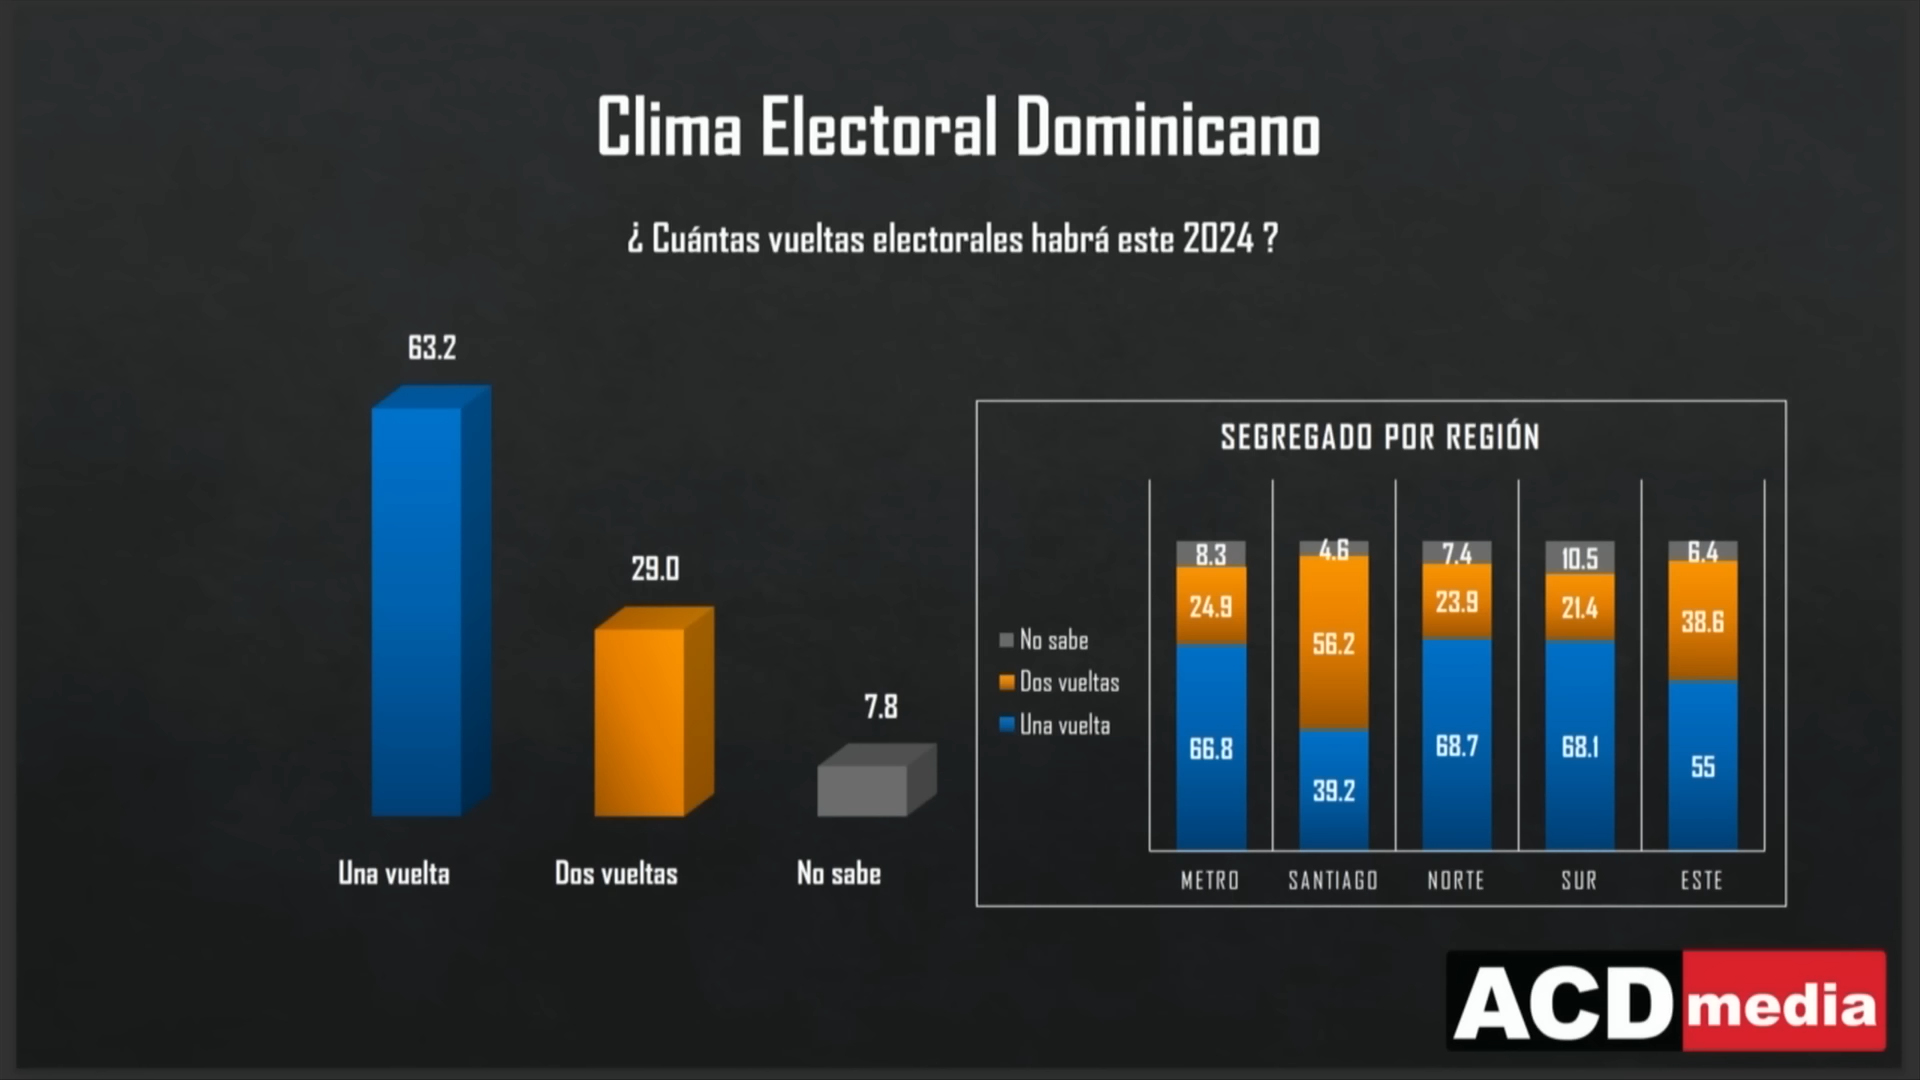 Clima Electoral Dominicano
¿ Cuántas vueltas electorales habrá este 2024 ?
63.2
29.0
7.8
Una vuelta
Dos vueltas
No sabe
SEGREGADO POR REGIÓN
No sabe
Dos vueltas
Una vuelta
8.3
4.6
7.4
10.5
6.4
24.9
56.2
23.9
21.4
38.6
66.8
39.2
68.7
68.1
55
METRO
SANTIAGO
NORTE
SUR
ESTE
ACD media